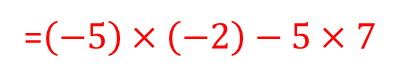 =(−5) × (−2) − 5 × 7